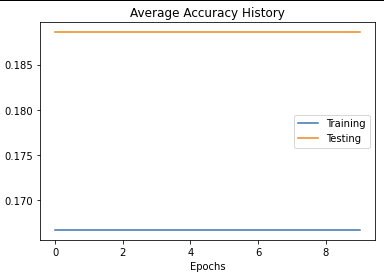 Average Accuracy History
0.185
0.180
0.175
0.170
Training
Testing
0 2 4 6 8
Epochs